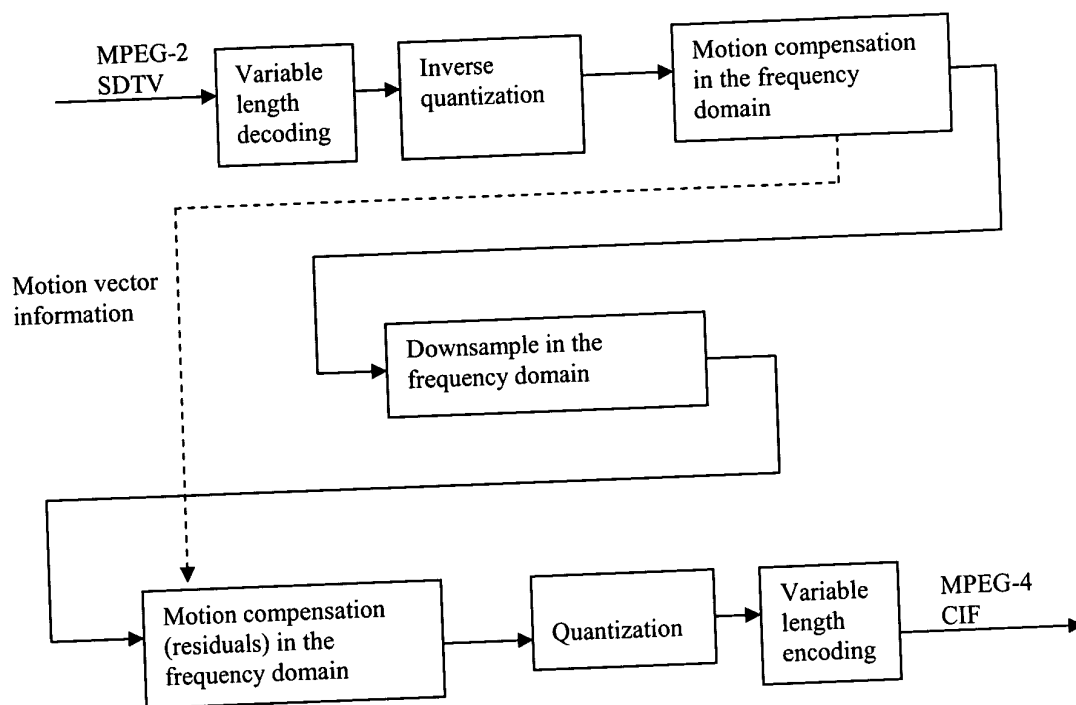 MPEG-2
SDTV
Variable
length
decoding
Inverse
quantization
Motion compensation
in the frequency
domain
Motion vector
information
Downsample in the
frequency domain
Motion compensation
(residuals) in the
frequency domain
Quantization
Variable
length
encoding
MPEG-4
CIF